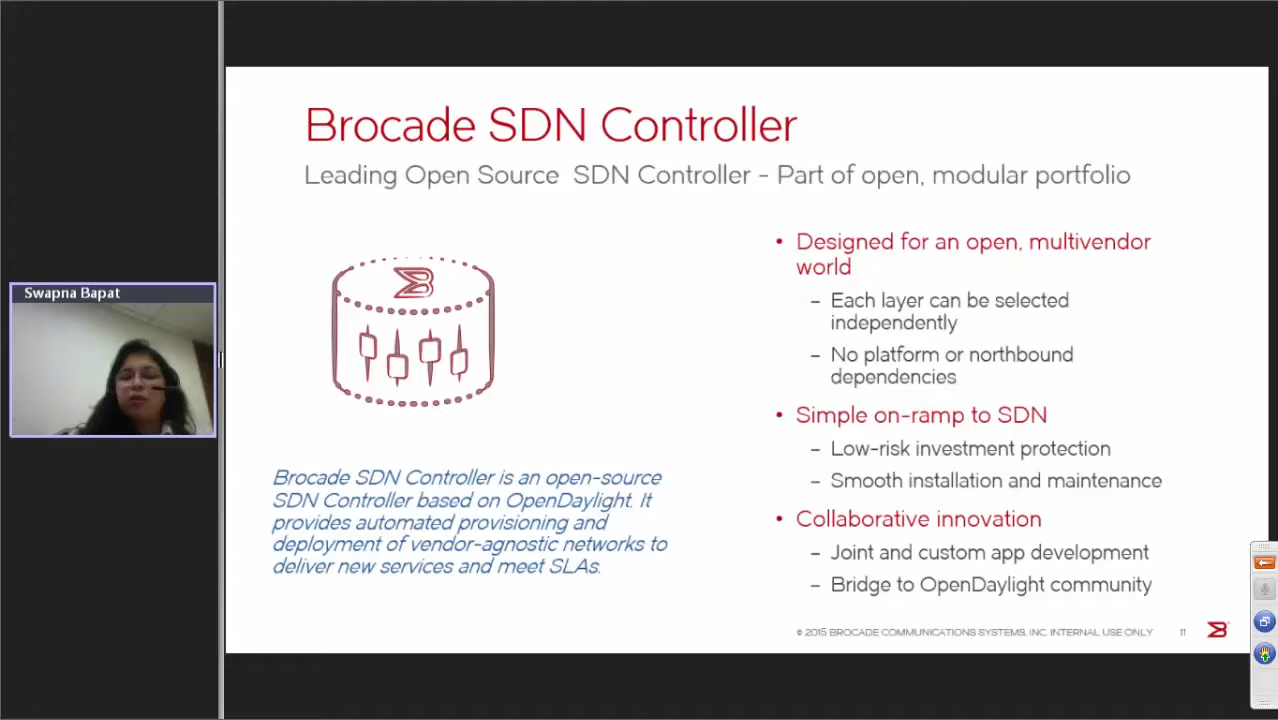 Swapna Bapat
Brocade SDN Controller
Leading Open Source SDN Controller - Part of open, modular portfolio
Brocade SDN Controller is an open-source
SDN Controller based on OpenDaylight. It
provides automated provisioning and
deployment of vendor-agnostic networks to
deliver new services and meet SLAs.
• Designed for an open, multivendor
world
– Each layer can be selected
independently
– No platform or northbound
dependencies
• Simple on-ramp to SDN
– Low-risk investment protection
– Smooth installation and maintenance
• Collaborative innovation
– Joint and custom app development
– Bridge to OpenDaylight community
© 2015 BROCADE COMMUNICATIONS SYSTEMS, INC. INTERNAL USE ONLY 11